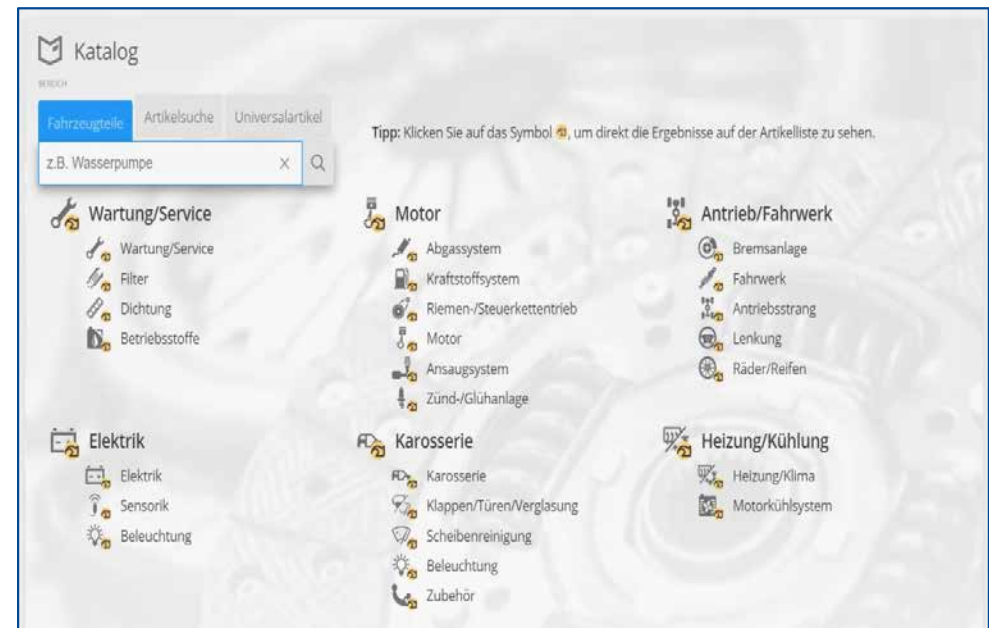 Katalog
BEREICH
Fahrzeugteile
Artikelsuche
Universalartikel
Tipp: Klicken Sie auf das Symbol , um direkt die Ergebnisse auf der Artikelliste zu sehen.
z.B. Wasserpumpe
Wartung/Service
Wartung/Service
Filter
Dichtung
Betriebsstoffe
Motor
Abgassystem
Kraftstoffsystem
Riemen-/Steuerkettentrieb
Motor
Ansaugsystem
Zünd-/Glühanlage
Antrieb/Fahrwerk
Bremsanlage
Fahrwerk
Antriebsstrang
Lenkung
Räder/Reifen
Elektrik
Elektrik
Sensorik
Beleuchtung
Karosserie
Karosserie
Klappen/Türen/Verglasung
Scheibenreinigung
Beleuchtung
Zubehör
Heizung/Kühlung
Heizung/Klima
Motorkühlsystem